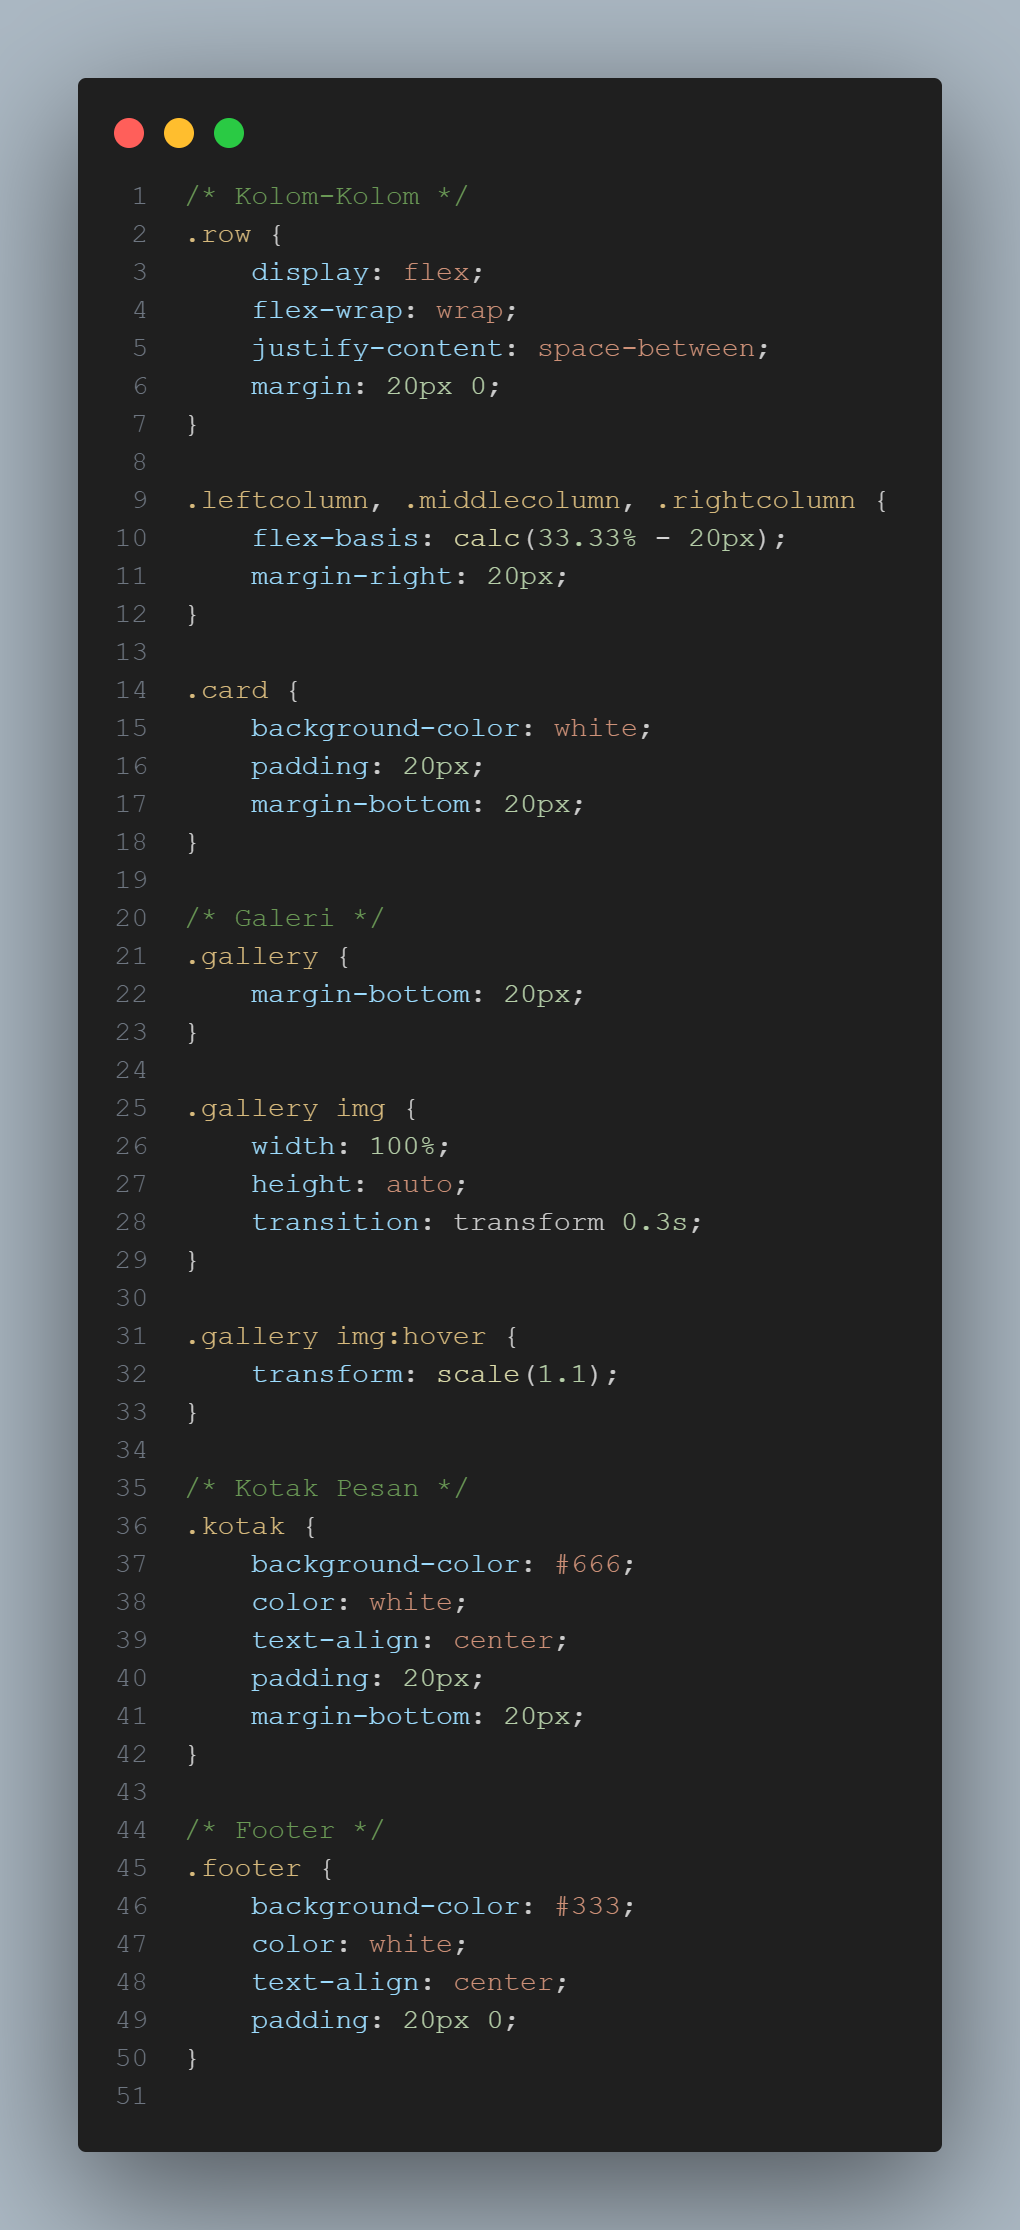 1 /* Kolom-Kolom */
2 .row {
3     display: flex;
4     flex-wrap: wrap;
5     justify-content: space-between;
6     margin: 20px 0;
7 }
8
9 .leftcolumn, .middlecolumn, .rightcolumn {
10     flex-basis: calc(33.33% - 20px);
11     margin-right: 20px;
12 }
13
14 .card {
15     background-color: white;
16     padding: 20px;
17     margin-bottom: 20px;
18 }
19
20 /* Galeri */
21 .gallery {
22     margin-bottom: 20px;
23 }
24
25 .gallery img {
26     width: 100%;
27     height: auto;
28     transition: transform 0.3s;
29 }
30
31 .gallery img:hover {
32     transform: scale(1.1);
33 }
34
35 /* Kotak Pesan */
36 .kotak {
37     background-color: #666;
38     color: white;
39     text-align: center;
40     padding: 20px;
41     margin-bottom: 20px;
42 }
43
44 /* Footer */
45 .footer {
46     background-color: #333;
47     color: white;
48     text-align: center;
49     padding: 20px 0;
50 }
51